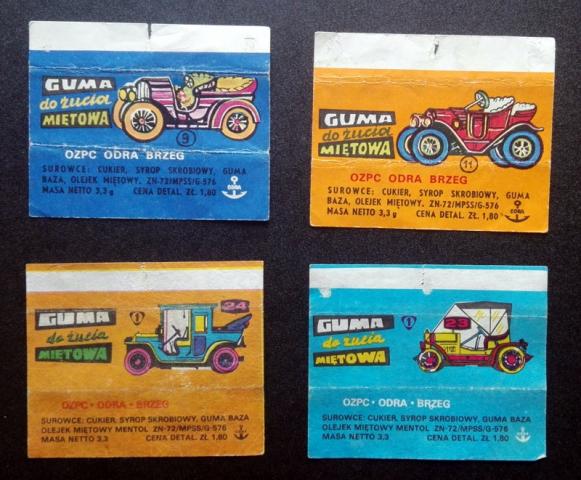 GUMA
do żucia
MIĘTOWA
9
OZPC ODRA BRZEG
SUROWCE: CUKIER, SYROP SKROBIOWY, GUMA
BAZA, OLEJEK MIĘTOWY. ZN-72/MPSS/G-576
MASA NETTO 3,3 g CENA DETAL. ZŁ. 1,80
ODRA
GUMA
do żucia
MIĘTOWA
11
OZPC ODRA BRZEG
SUROWCE: CUKIER, SYROP SKROBIOWY, GUMA
BAZA, OLEJEK MIĘTOWY. ZN-72/MPSS/G-576
MASA NETTO 3,3 g CENA DETAL. ZŁ. 1,80
ODRA
GUMA
do żucia
MIĘTOWA
1
24
OZPC • ODRA • BRZEG
SUROWCE: CUKIER, SYROP SKROBIOWY, GUMA BAZA
OLEJEK MIĘTOWY MENTOL ZN-72/MPSS/G-576
MASA NETTO 3,3 CENA DETAL. ZŁ 1,80
GUMA
do żucia
MIĘTOWA
1
23
OZPC • ODRA • BRZEG
SUROWCE: CUKIER, SYROP SKROBIOWY, GUMA BAZA
OLEJEK MIĘTOWY MENTOL ZN-72/MPSS/G-576
MASA NETTO 3,3 CENA DETAL. ZŁ 1,80